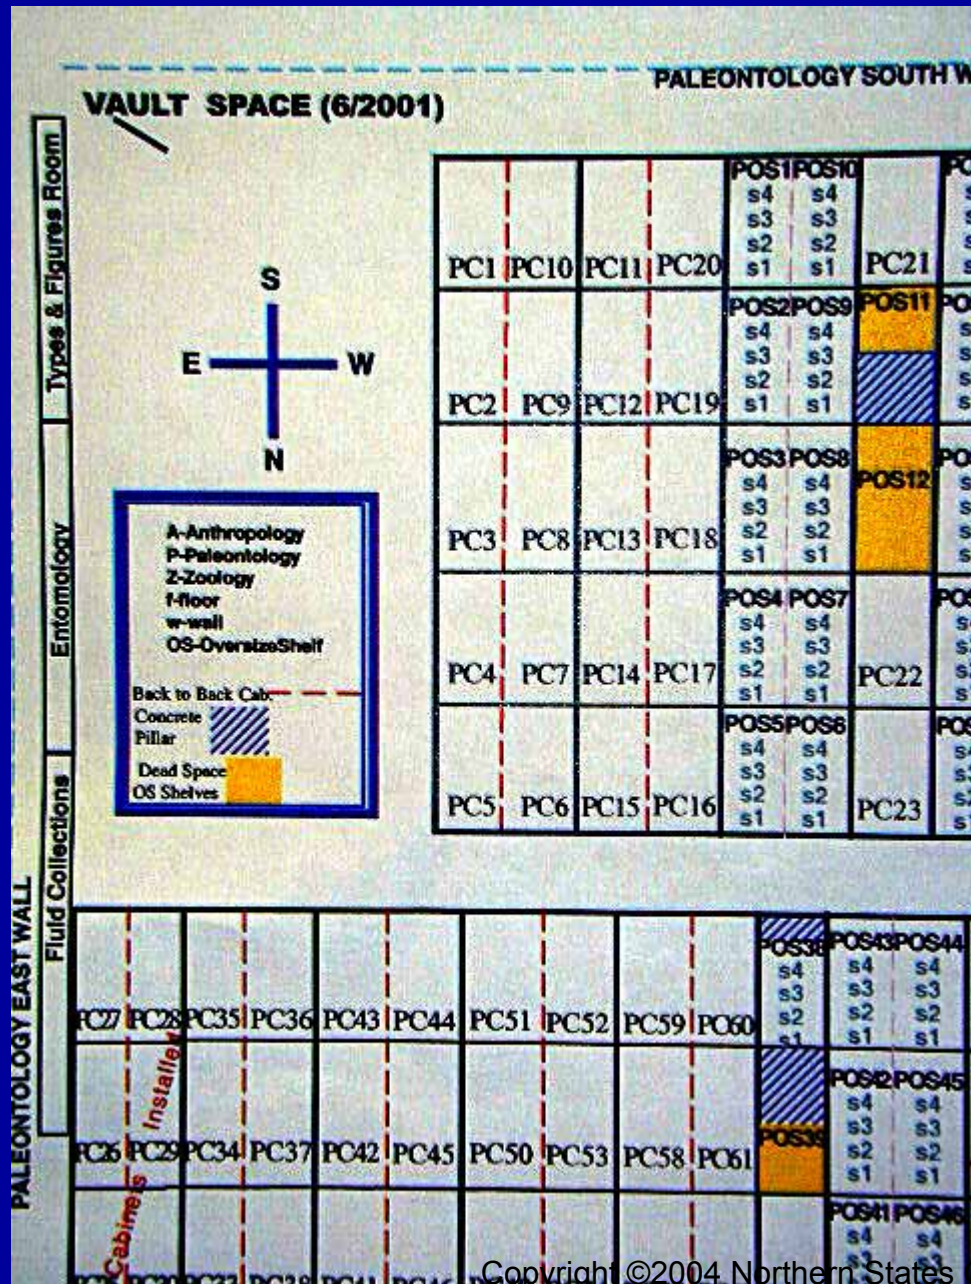 PALEONTOLOGY SOUTH
VAULT SPACE (6/2001)
Types & Figures Room
Entomology
Fluid Collections
PALEONTOLOGY EAST WALL
S
E W
N
A-Anthropology
P-Paleontology
Z-Zoology
f-floor
w-wall
OS-OversizeShelf
Back to Back Cab.
Concrete
Pillar
Dead Space
OS Shelves
POS1 POS10
s4 s4
s3 s3
s2 s2
PC1 PC10 PC11 PC20 s1 s1 PC21
POS2 POS9 POS11
s4 s4
s3 s3
s2 s2
PC2 PC9 PC12 PC19 s1 s1
POS3 POS8
POS12
s4 s4
s3 s3
s2 s2
PC3 PC8 PC13 PC18 s1 s1
POS4 POS7
s4 s4
s3 s3
s2 s2
PC4 PC7 PC14 PC17 s1 s1 PC22
POS5 POS6
s4 s4
s3 s3
s2 s2
PC5 PC6 PC15 PC16 s1 s1 PC23
POS43 POS44
s4 s4 s4
s3 s3 s3
s2 s2 s2
PC27 PC28 PC35 PC36 PC43 PC44 PC51 PC52 PC59 PC60 s1 s1 s1
POS42 POS45
s4 s4
s3 s3
POS39
s2 s2
PC26 PC29 PC34 PC37 PC42 PC45 PC50 PC53 PC58 PC61 s1 s1
Cabinets Installed
POS41 POS46
s4 s4
s3 s3
Copyright ©2004 Northern States